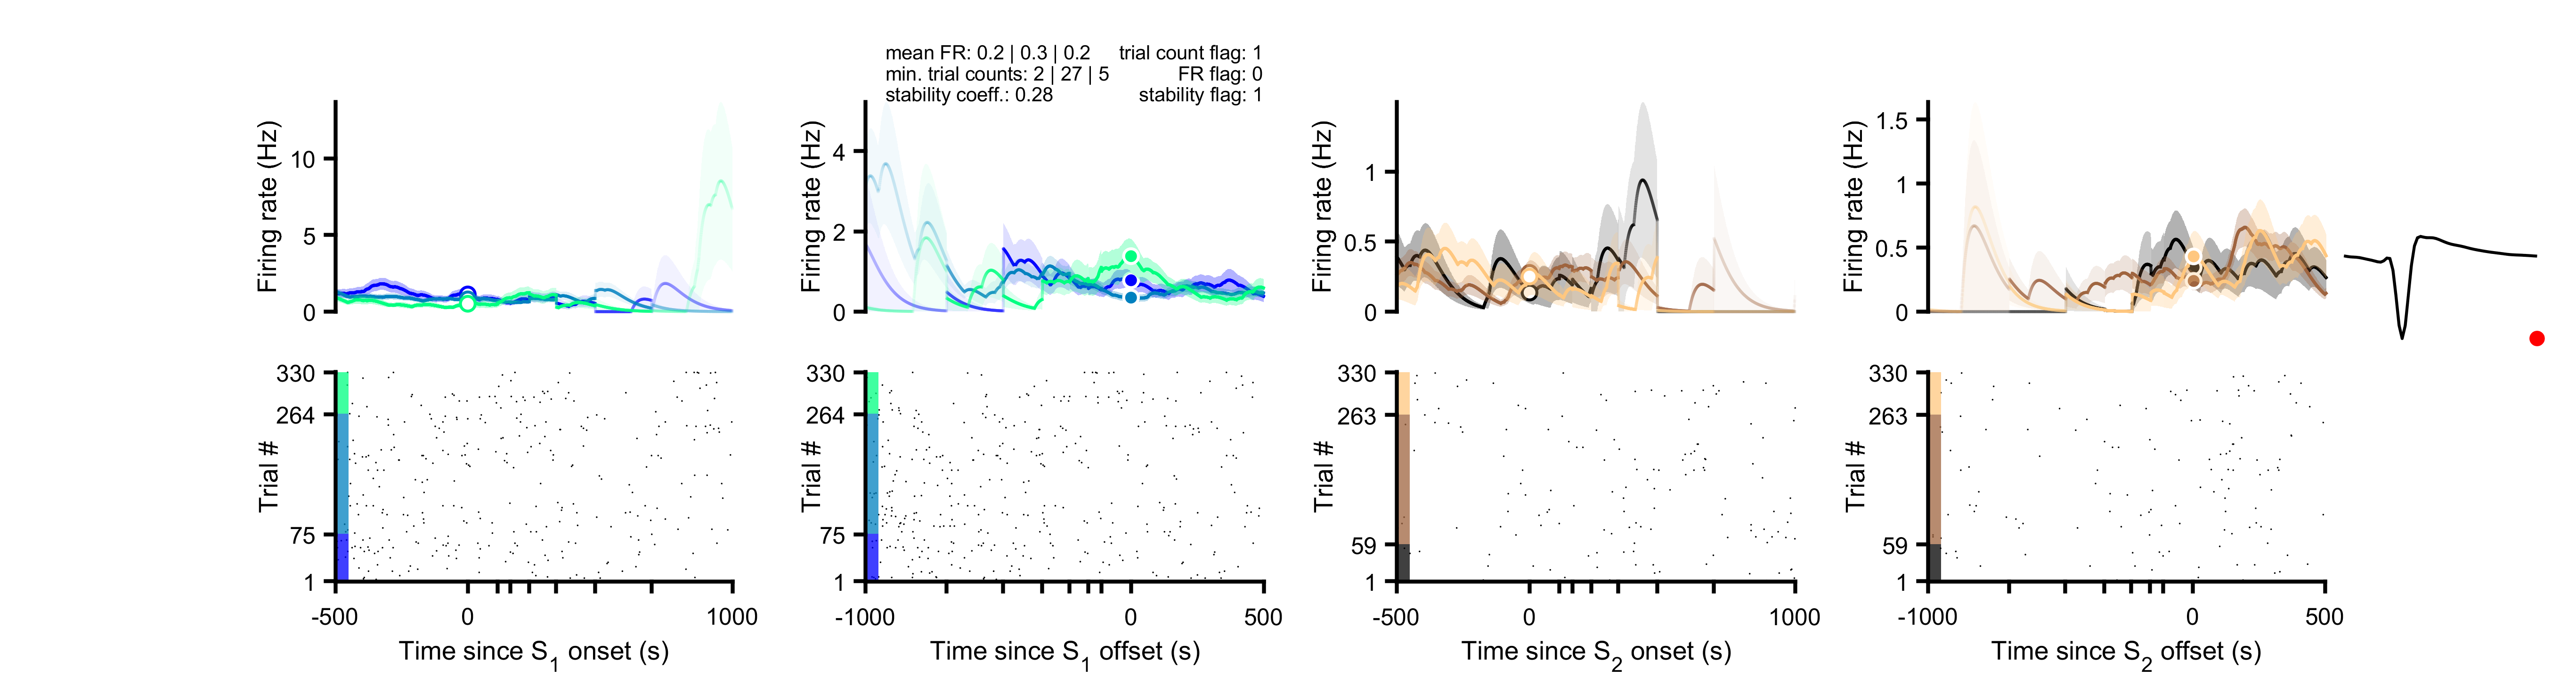 mean FR: 0.2 | 0.3 | 0.2 trial count flag: 1
min. trial counts: 2 | 27 | 5 FR flag: 0
stability coeff.: 0.28 stability flag: 1
Firing rate (Hz)
10
5
0
Firing rate (Hz)
4
2
0
Firing rate (Hz)
1
0.5
0
Firing rate (Hz)
1.5
1
0.5
0
Trial #
330
264
75
1
-500 0 1000
Time since S1 onset (s)
Trial #
330
264
75
1
-1000 0 500
Time since S1 offset (s)
Trial #
330
263
59
1
-500 0 1000
Time since S2 onset (s)
Trial #
330
263
59
1
-1000 0 500
Time since S2 offset (s)